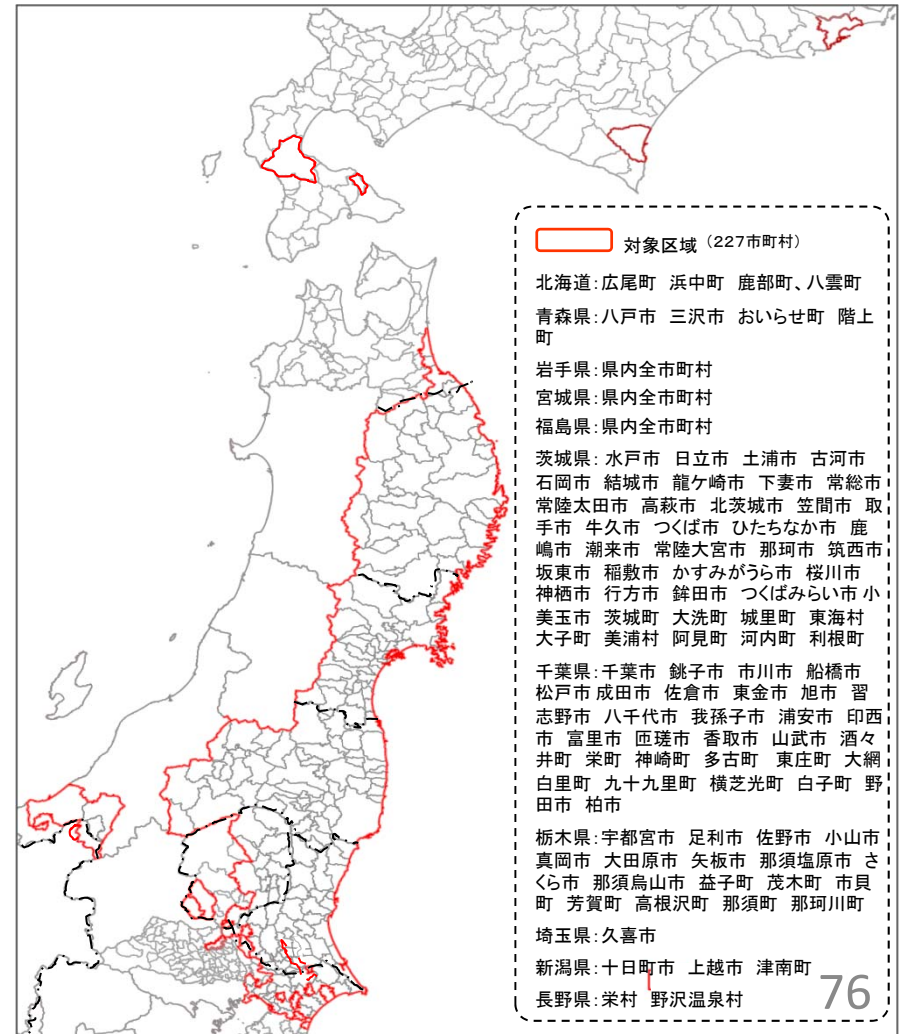 対象区域（227市町村）
北海道：広尾町 浜中町 鹿部町、八雲町
青森県：八戸市 三沢市 おいらせ町 階上
町
岩手県：県内全市町村
宮城県：県内全市町村
福島県：県内全市町村
茨城県：水戸市 日立市 土浦市 古河市
石岡市 結城市 龍ケ崎市 下妻市 常総市
常陸太田市 高萩市 北茨城市 笠間市 取
手市 牛久市 つくば市 ひたちなか市 鹿
嶋市 潮来市 常陸大宮市 那珂市 筑西市
坂東市 稲敷市 かすみがうら市 桜川市
神栖市 行方市 鉾田市 つくばみらい市 小
美玉市 茨城町 大洗町 城里町 東海村
大子町 美浦村 阿見町 河内町 利根町
千葉県：千葉市 銚子市 市川市 船橋市
松戸市 成田市 佐倉市 東金市 旭市 習
志野市 八千代市 我孫子市 浦安市 印西
市 富里市 匝瑳市 香取市 山武市 酒々
井町 栄町 神崎町 多古町 東庄町 大網
白里町 九十九里町 横芝光町 白子町 野
田市 柏市
栃木県：宇都宮市 足利市 佐野市 小山市
真岡市 大田原市 矢板市 那須塩原市 さ
くら市 那須烏山市 益子町 茂木町 市貝
町 芳賀町 高根沢町 那須町 那珂川町
埼玉県：久喜市
新潟県：十日町市 上越市 津南町
長野県：栄村 野沢温泉村
76